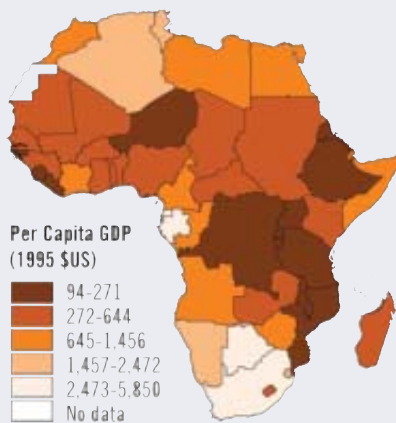 Per Capita GDP
(1995 $US)
94-271
272-644
645-1,456
1,457-2,472
2,473-5,850
No data